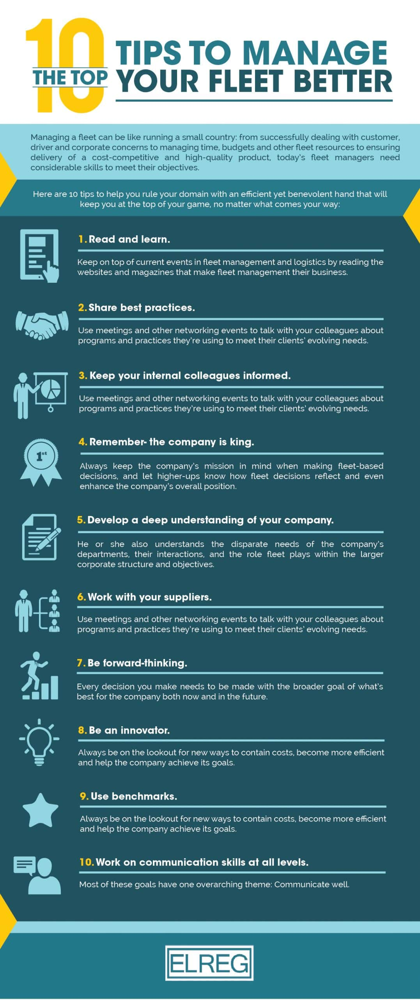 10
THE TOP
TIPS TO MANAGE
YOUR FLEET BETTER
Managing a fleet can be like running a small country: from successfully dealing with customer,
driver and corporate concerns to managing time, budgets and other fleet resources to ensuring
delivery of a cost-competitive and high-quality product, today's fleet managers need
considerable skills to meet their objectives.
Here are 10 tips to help you rule your domain with an efficient yet benevolent hand that will
keep you at the top of your game, no matter what comes your way:
1. Read and learn.
Keep on top of current events in fleet management and logistics by reading the
websites and magazines that make fleet management their business.
2. Share best practices.
Use meetings and other networking events to talk with your colleagues about
programs and practices they're using to meet their clients' evolving needs.
3. Keep your internal colleagues informed.
Use meetings and other networking events to talk with your colleagues about
programs and practices they're using to meet their clients' evolving needs.
4. Remember- the company is king.
1st
Always keep the company's mission in mind when making fleet-based
decisions, and let higher-ups know how fleet decisions reflect and even
enhance the company's overall position.
5. Develop a deep understanding of your company.
He or she also understands the disparate needs of the company's
departments, their interactions, and the role fleet plays within the larger
corporate structure and objectives.
6. Work with your suppliers.
Use meetings and other networking events to talk with your colleagues about
programs and practices they're using to meet their clients' evolving needs.
7. Be forward-thinking.
Every decision you make needs to be made with the broader goal of what's
best for the company both now and in the future.
8. Be an innovator.
Always be on the lookout for new ways to contain costs, become more efficient
and help the company achieve its goals.
9. Use benchmarks.
Always be on the lookout for new ways to contain costs, become more efficient
and help the company achieve its goals.
10. Work on communication skills at all levels.
Most of these goals have one overarching theme: Communicate well.
ELREG